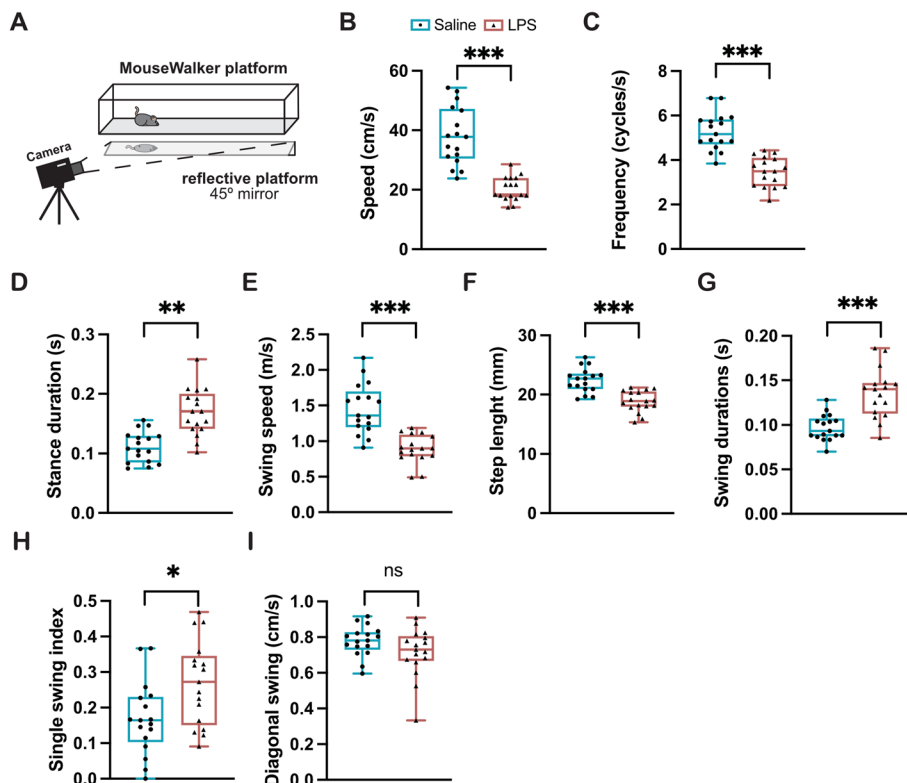 A
MouseWalker platform
Camera
reflective platform
45º mirror
Saline LPS
B
***
Speed (cm/s)
60
40
20
0
C
***
Frequency (cycles/s)
8
6
4
2
0
D
**
Stance duration (s)
0.3
0.2
0.1
0.0
E
***
Swing speed (m/s)
2.5
2.0
1.5
1.0
0.5
0.0
F
***
Step lenght (mm)
30
20
10
0
G
***
Swing durations (s)
0.20
0.15
0.10
0.05
0.00
H
*
Single swing index
0.5
0.4
0.3
0.2
0.1
0.0
I
ns
Diagonal swing (cm/s)
1.0
0.8
0.6
0.4
0.2
0.0